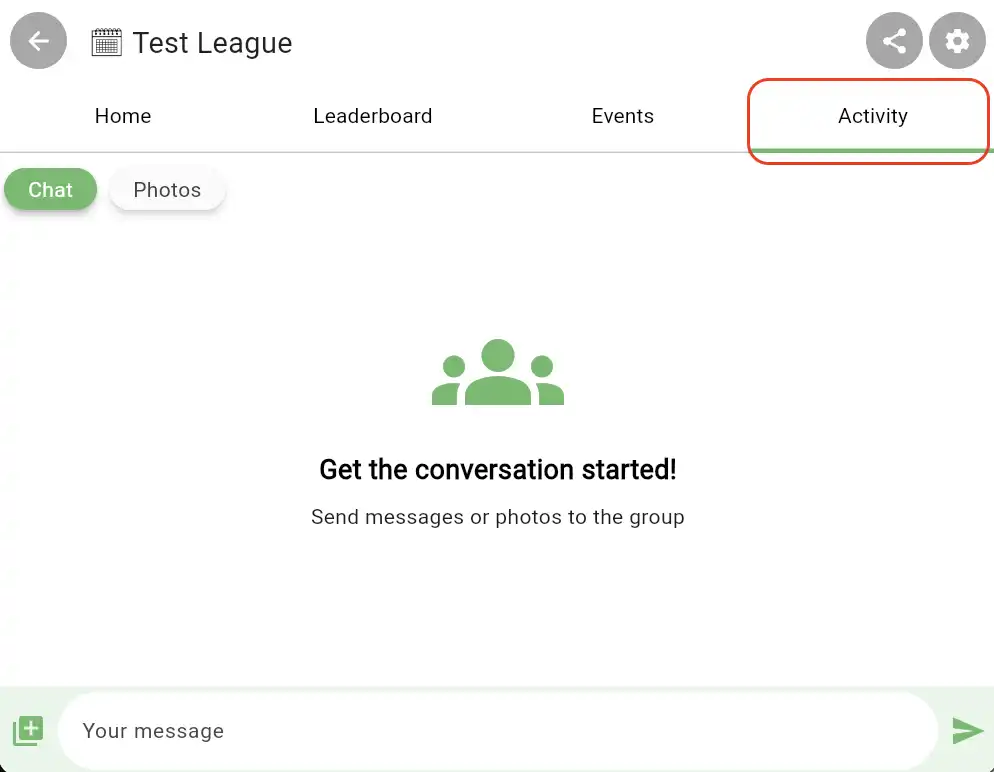 Test League
Home
Leaderboard
Events
Activity
Chat
Photos
Get the conversation started!
Send messages or photos to the group
Your message